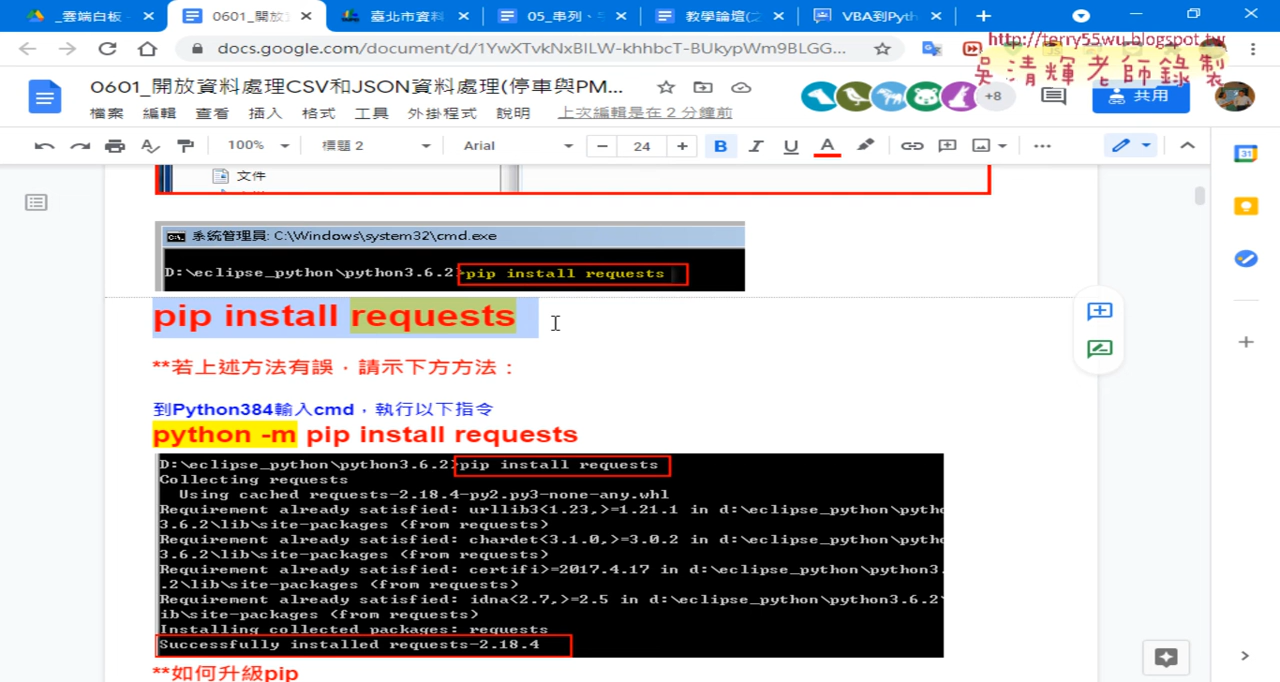 _雲端白板
0601_開放
臺北市資料
05_串列、
教學論壇(之
VBA到Pyth
docs.google.com/document/d/1YwXTvkNxBILW-khhbcT-BUkypWm9BLGG...
http://terry55.wu.blogspot.tw
吳清輝老師錄製
0601_開放資料處理CSV和JSON資料處理(停車與PM...
+8
共用
檔案 編輯 查看 插入 格式 工具 外掛程式 說明 上次編輯是在 2 分鐘前
100% 標題 2 Arial 24 B I U A
文件
系統管理員: C:\Windows\system32\cmd.exe
D:\eclipse_python\python3.6.2>pip install requests
pip install requests
**若上述方法有誤，請示下方方法：
到Python384輸入cmd，執行以下指令
python -m pip install requests
D:\eclipse_python\python3.6.2>pip install requests
Collecting requests
Using cached requests-2.18.4-py2.py3-none-any.whl
Requirement already satisfied: urllib3<1.23,>=1.21.1 in d:\eclipse_python\pytho
3.6.2\lib\site-packages (from requests)
Requirement already satisfied: chardet<3.1.0,>=3.0.2 in d:\eclipse_python\pytho
3.6.2\lib\site-packages (from requests)
Requirement already satisfied: certifi>=2017.4.17 in d:\eclipse_python\python3.
.2\lib\site-packages (from requests)
Requirement already satisfied: idna<2.7,>=2.5 in d:\eclipse_python\python3.6.2\
ib\site-packages (from requests)
Installing collected packages: requests
Successfully installed requests-2.18.4
**如何升級pip